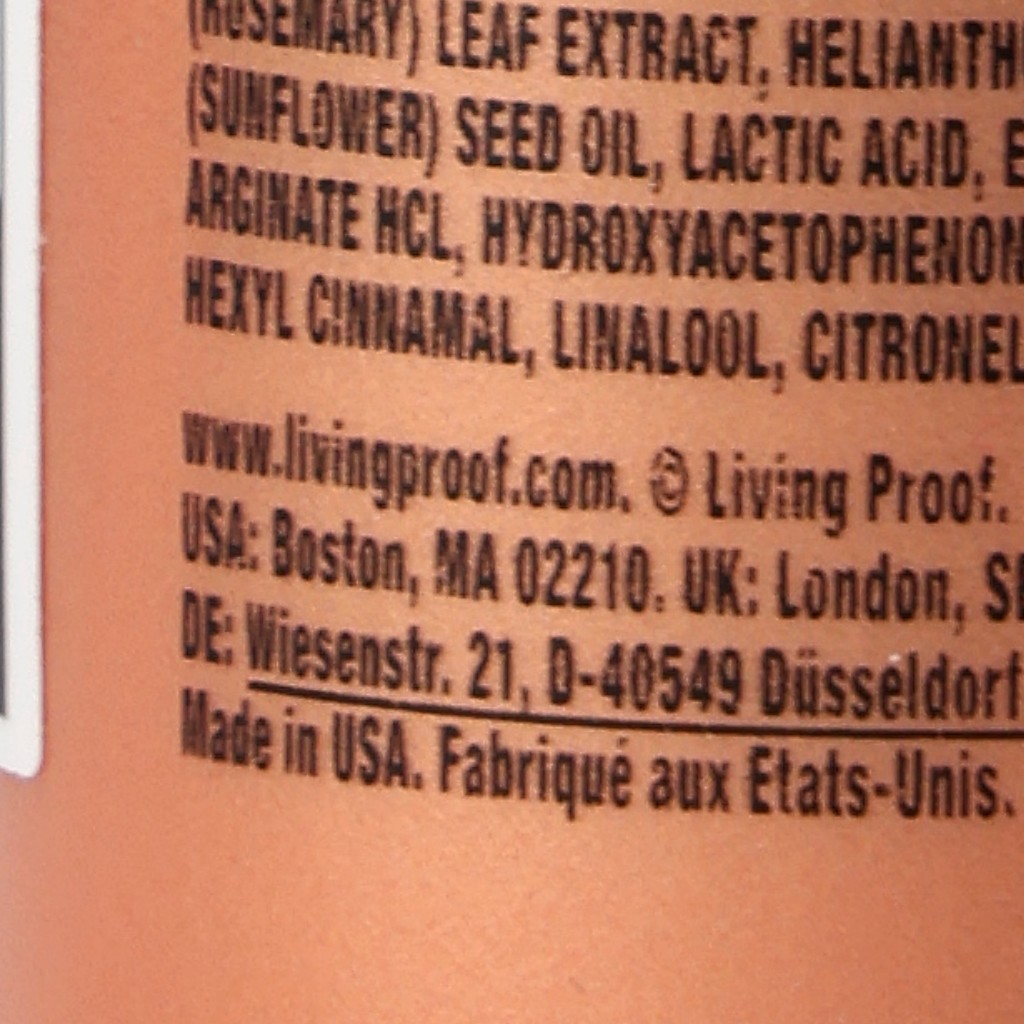 (ROSEMARY) LEAF EXTRACT, HELIANTH
(SUNFLOWER) SEED OIL, LACTIC ACID, E
ARGINATE HCL, HYDROXYACETOPHENON
HEXYL CINNAMAL, LINALOOL, CITRONEL
www.livingproof.com. © Living Proof.
USA: Boston, MA 02210. UK: London, SE
DE: Wiesenstr. 21, D-40549 Düsseldorf
Made in USA. Fabriqué aux Etats-Unis.